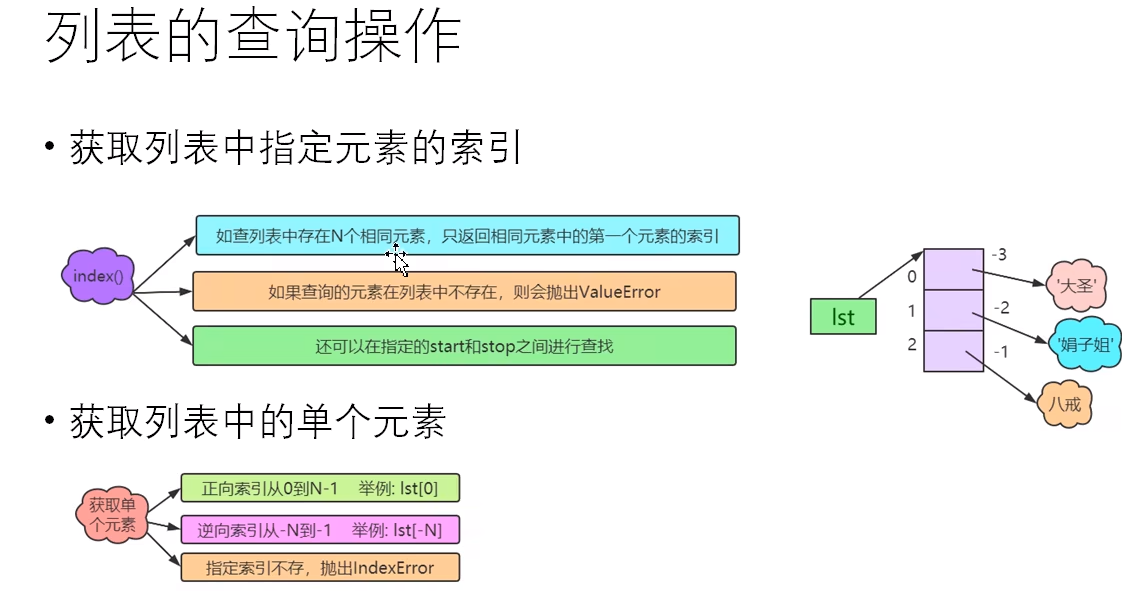 列表的查询操作
• 获取列表中指定元素的索引
index()
如查列表中存在N个相同元素，只返回相同元素中的第一个元素的索引
如果查询的元素在列表中不存在，则会抛出ValueError
还可以在指定的start和stop之间进行查找
lst
0
1
2
-3
-2
-1
'大圣'
'娟子姐'
八戒
• 获取列表中的单个元素
获取单
个元素
正向索引从0到N-1 举例: lst[0]
逆向索引从-N到-1 举例: lst[-N]
指定索引不存，抛出IndexError